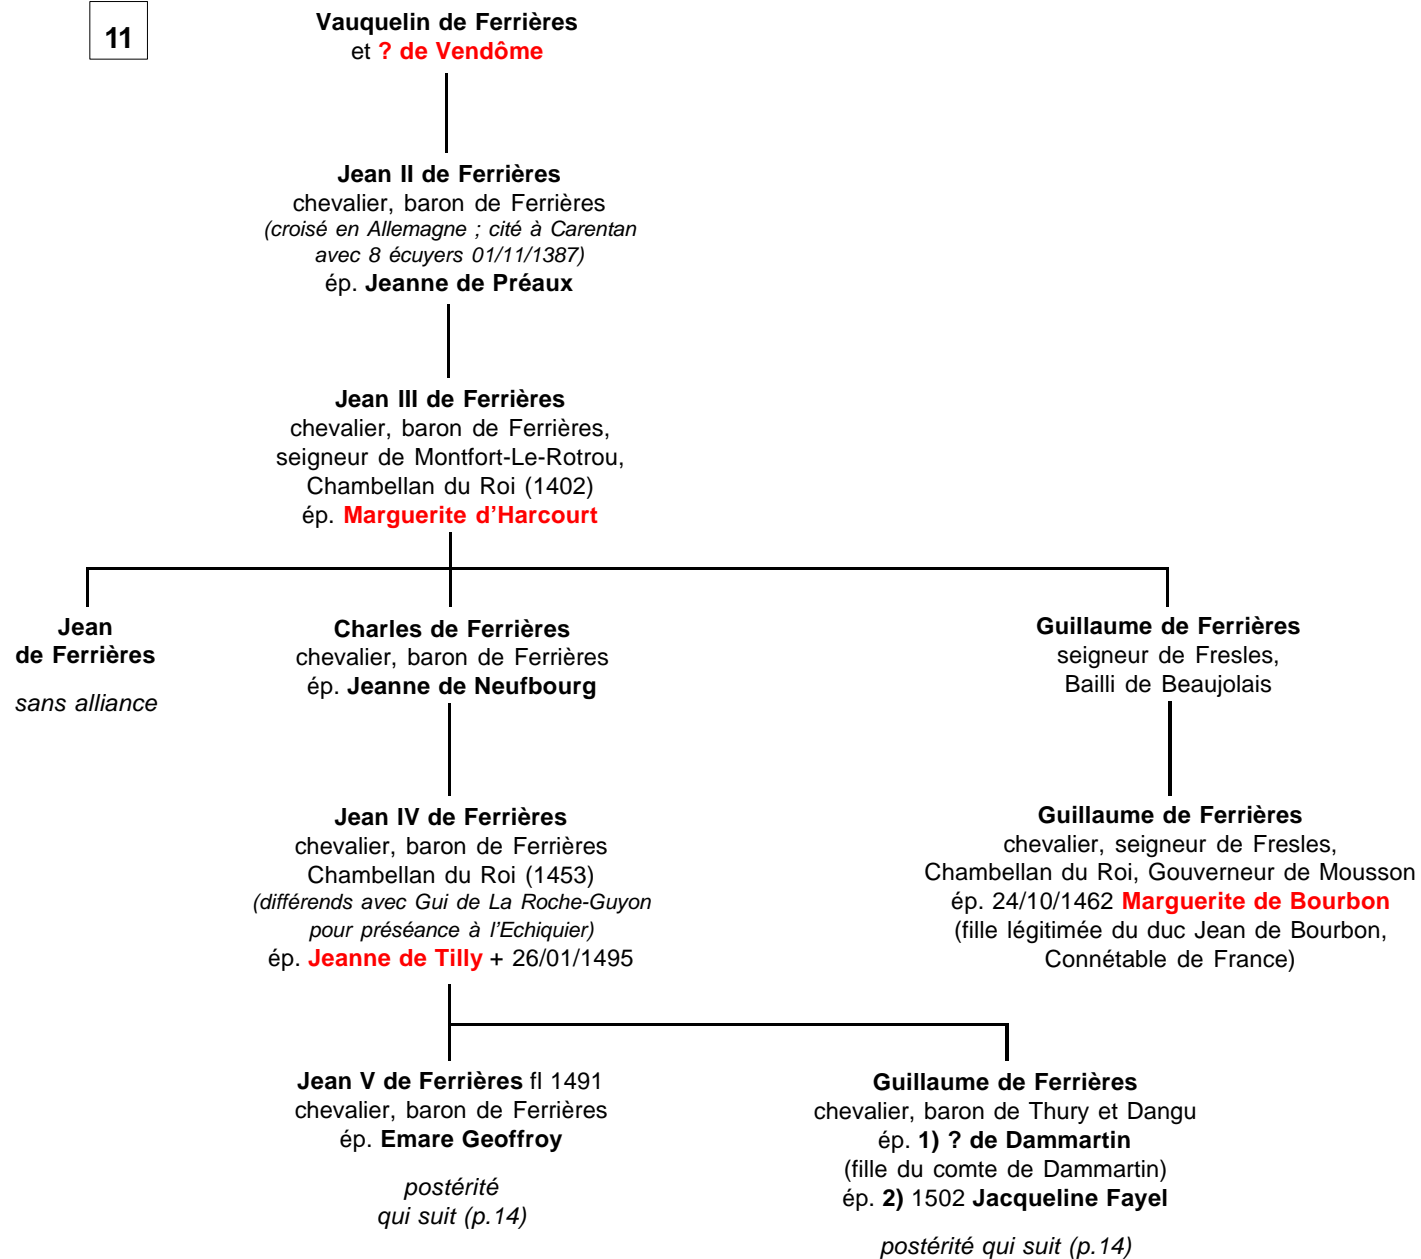 11
Vauquelin de Ferrières
et ? de Vendôme
Jean II de Ferrières
chevalier, baron de Ferrières
(croisé en Allemagne ; cité à Carentan
avec 8 écuyers 01/11/1387)
ép. Jeanne de Préaux
Jean III de Ferrières
chevalier, baron de Ferrières,
seigneur de Montfort-Le-Rotrou,
Chambellan du Roi (1402)
ép. Marguerite d’Harcourt
Jean
de Ferrières
sans alliance
Charles de Ferrières
chevalier, baron de Ferrières
ép. Jeanne de Neufbourg
Guillaume de Ferrières
seigneur de Fresles,
Bailli de Beaujolais
Jean IV de Ferrières
chevalier, baron de Ferrières
Chambellan du Roi (1453)
(différends avec Gui de La Roche-Guyon
pour préséance à l’Echiquier)
ép. Jeanne de Tilly + 26/01/1495
Guillaume de Ferrières
chevalier, seigneur de Fresles,
Chambellan du Roi, Gouverneur de Mousson
ép. 24/10/1462 Marguerite de Bourbon
(fille légitimée du duc Jean de Bourbon,
Connétable de France)
Jean V de Ferrières fl 1491
chevalier, baron de Ferrières
ép. Emare Geoffroy
postérité
qui suit (p.14)
Guillaume de Ferrières
chevalier, baron de Thury et Dangu
ép. 1) ? de Dammartin
(fille du comte de Dammartin)
ép. 2) 1502 Jacqueline Fayel
postérité qui suit (p.14)